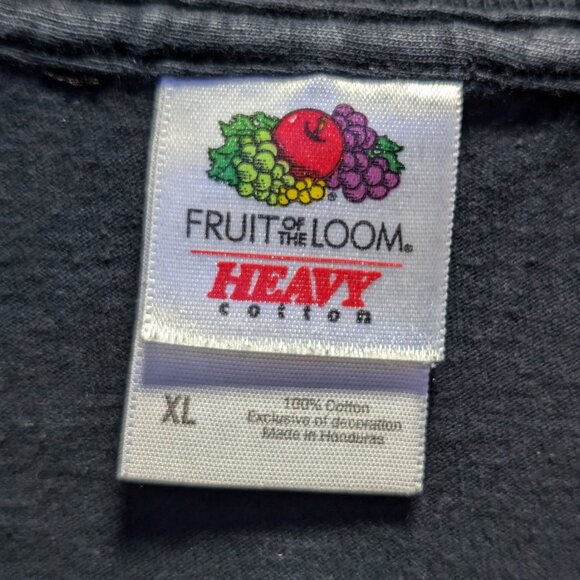 FRUIT OF THE LOOM®
HEAVY
cotton
XL
100% Cotton
Exclusive of decoration
Made in Honduras